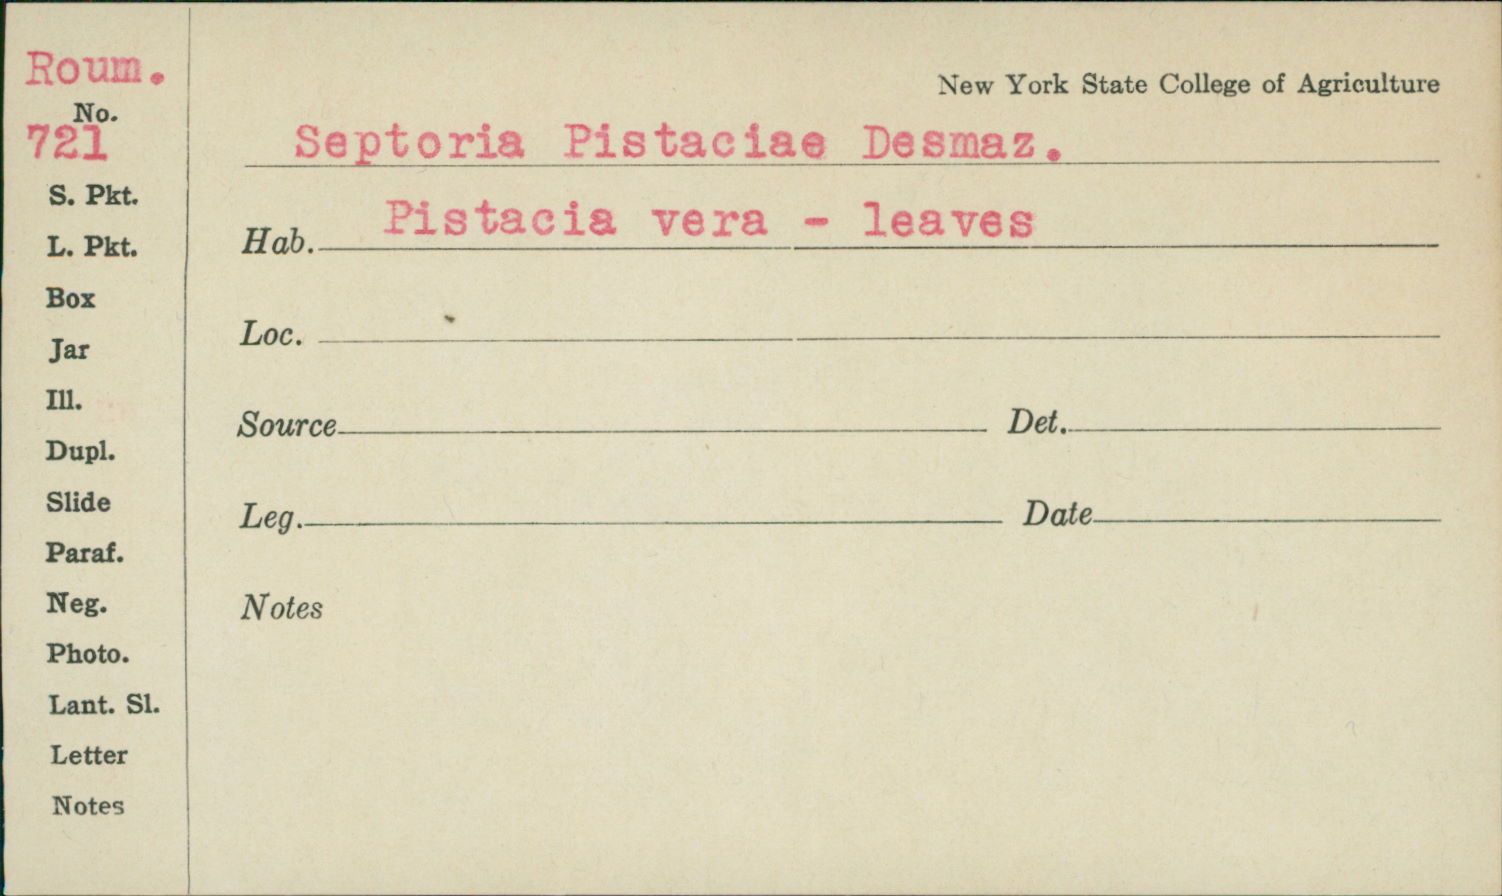 Roum.
No.
721
S. Pkt.
L. Pkt.
Box
Jar
Ill.
Dupl.
Slide
Paraf.
Neg.
Photo.
Lant. Sl.
Letter
Notes
New York State College of Agriculture
Septoria Pistaciae Desmaz.
Hab. Pistacia vera - leaves
Loc.
Source Det.
Leg. Date
Notes